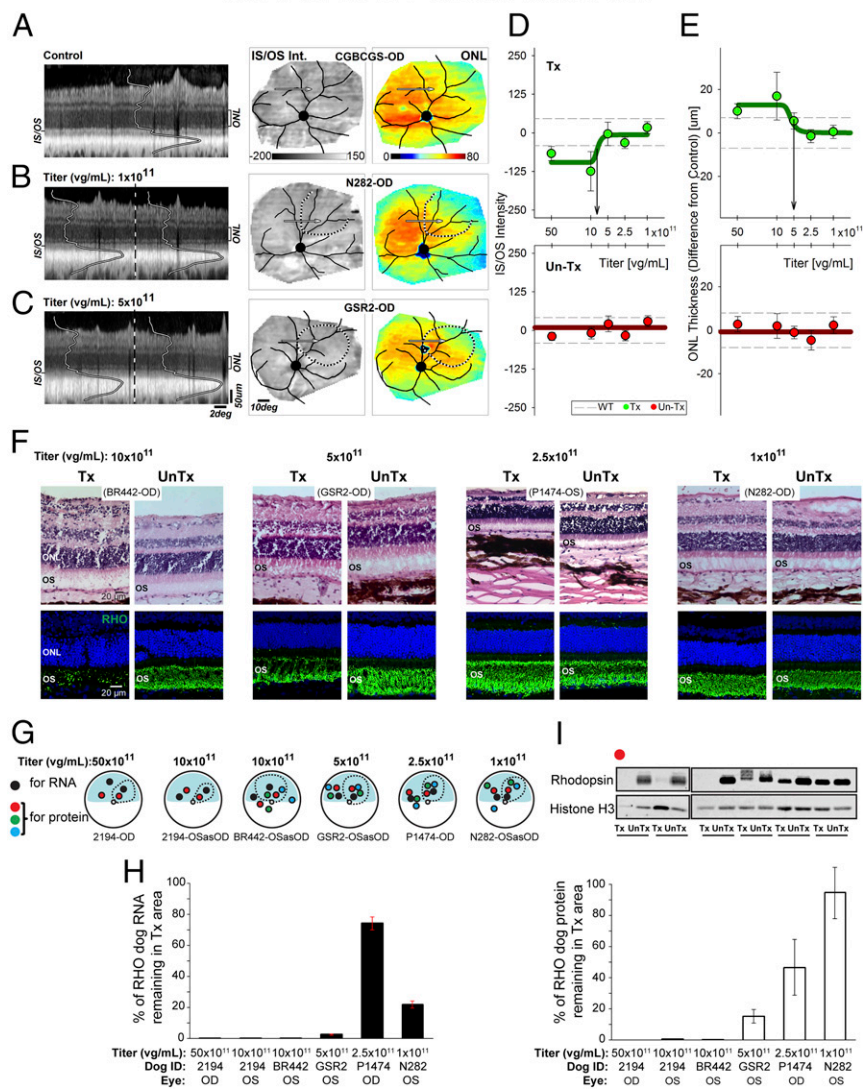 A
Control
IS/OS
ONL
IS/OS Int.
CGBCGS-OD
ONL
-200
150
0
80
B
Titer (vg/mL): 1x10¹¹
IS/OS
ONL
N282-OD
C
Titer (vg/mL): 5x10¹¹
IS/OS
ONL
2deg
50um
GSR2-OD
10deg
D
Tx
250
125
0
-125
-250
50 10 5 2.5 1x10¹¹
Titer [vg/mL]
IS/OS Intensity
Un-Tx
250
125
0
-125
-250
WT Tx Un-Tx
E
20
0
20
50 10 5 2.5 1x10¹¹
Titer [vg/mL]
ONL Thickness (Difference from Control) [um]
20
0
-20
F
Titer (vg/mL): 10x10¹¹
5x10¹¹
2.5x10¹¹
1x10¹¹
Tx UnTx Tx UnTx Tx UnTx Tx UnTx
(BR442-OD) (GSR2-OD) (P1474-OS) (N282-OD)
ONL
OS
20 µm
OS
OS
OS
RHO
ONL
OS
20 µm
OS
OS
OS
G
Titer (vg/mL):50x10¹¹ 10x10¹¹ 10x10¹¹ 5x10¹¹ 2.5x10¹¹ 1x10¹¹
for RNA
for protein
2194-OD 2194-OSasOD BR442-OSasOD GSR2-OSasOD P1474-OD N282-OSasOD
I
Rhodopsin
Histone H3
Tx UnTx Tx UnTx Tx UnTx Tx UnTx Tx UnTx Tx UnTx
H
% of RHO dog RNA
remaining in Tx area
100
80
60
40
20
Titer (vg/mL): 50x10¹¹ 10x10¹¹ 10x10¹¹ 5x10¹¹ 2.5x10¹¹ 1x10¹¹
Dog ID: 2194 2194 BR442 GSR2 P1474 N282
Eye: OD OS OS OS OD OS
% of RHO dog protein
remaining in Tx area
100
80
60
40
20
0
Titer (vg/mL): 50x10¹¹ 10x10¹¹ 10x10¹¹ 5x10¹¹ 2.5x10¹¹ 1x10¹¹
Dog ID: 2194 2194 BR442 GSR2 P1474 N282
Eye: OD OS OS OS OD OS